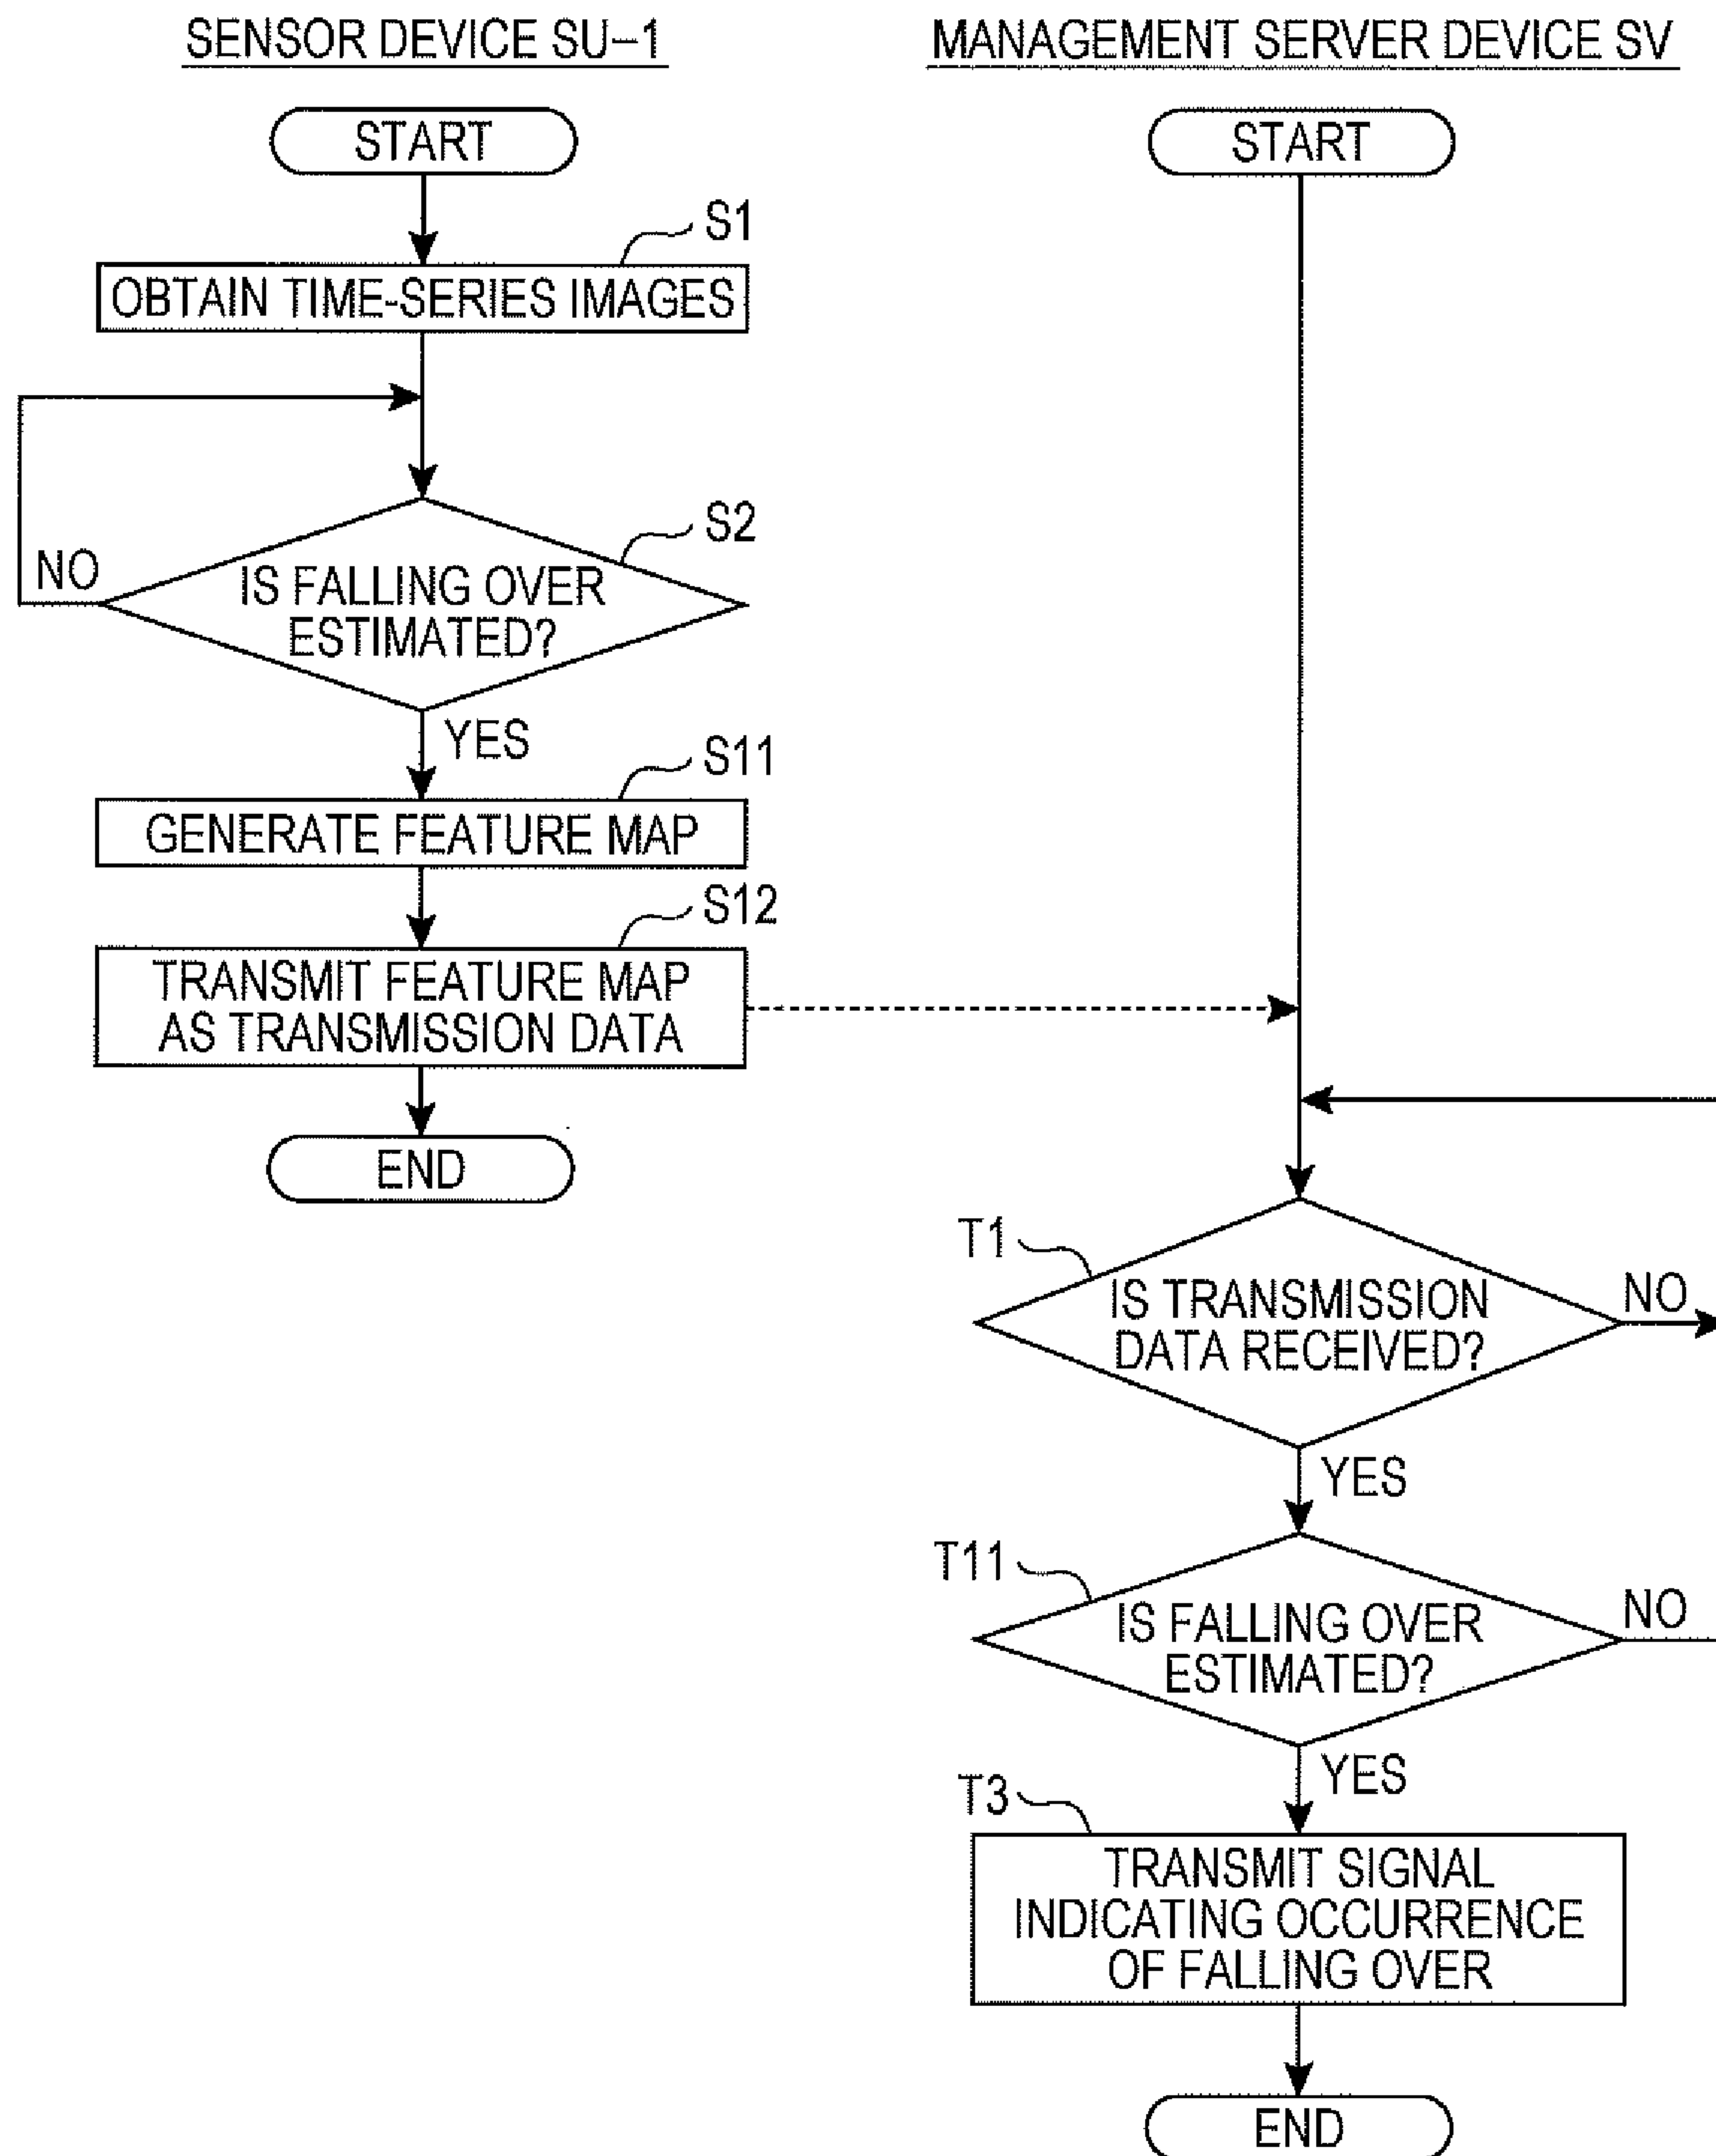 SENSOR DEVICE SU-1
START
S1
OBTAIN TIME-SERIES IMAGES
S2
NO
IS FALLING OVER
ESTIMATED?
YES
S11
GENERATE FEATURE MAP
S12
TRANSMIT FEATURE MAP
AS TRANSMISSION DATA
END
MANAGEMENT SERVER DEVICE SV
START
T1
IS TRANSMISSION
DATA RECEIVED?
NO
YES
T11
IS FALLING OVER
ESTIMATED?
NO
YES
T3
TRANSMIT SIGNAL
INDICATING OCCURRENCE
OF FALLING OVER
END